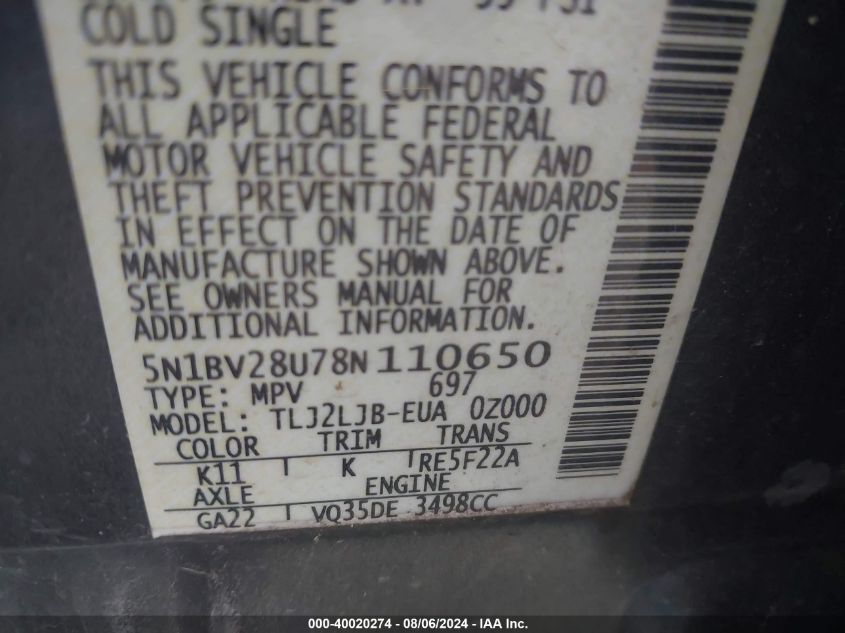 COLD SINGLE
THIS VEHICLE CONFORMS TO
ALL APPLICABLE FEDERAL
MOTOR VEHICLE SAFETY AND
THEFT PREVENTION STANDARDS
IN EFFECT ON THE DATE OF
MANUFACTURE SHOWN ABOVE.
SEE OWNERS MANUAL FOR
ADDITIONAL INFORMATION.
5N1BV28U78N110650
TYPE: MPV 697
MODEL: TLJ2LJB-EUA 0Z000
COLOR TRIM TRANS
K11 K RE5F22A
AXLE ENGINE
GA22 VQ35DE 3498CC
000-40020274 - 08/06/2024 - IAA Inc.